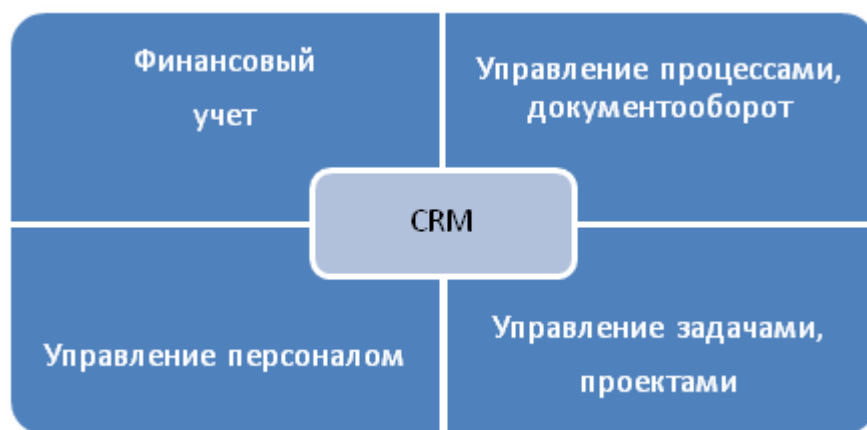 Финансовый
учет
Управление процессами,
документооборот
CRM
Управление персоналом
Управление задачами,
проектами